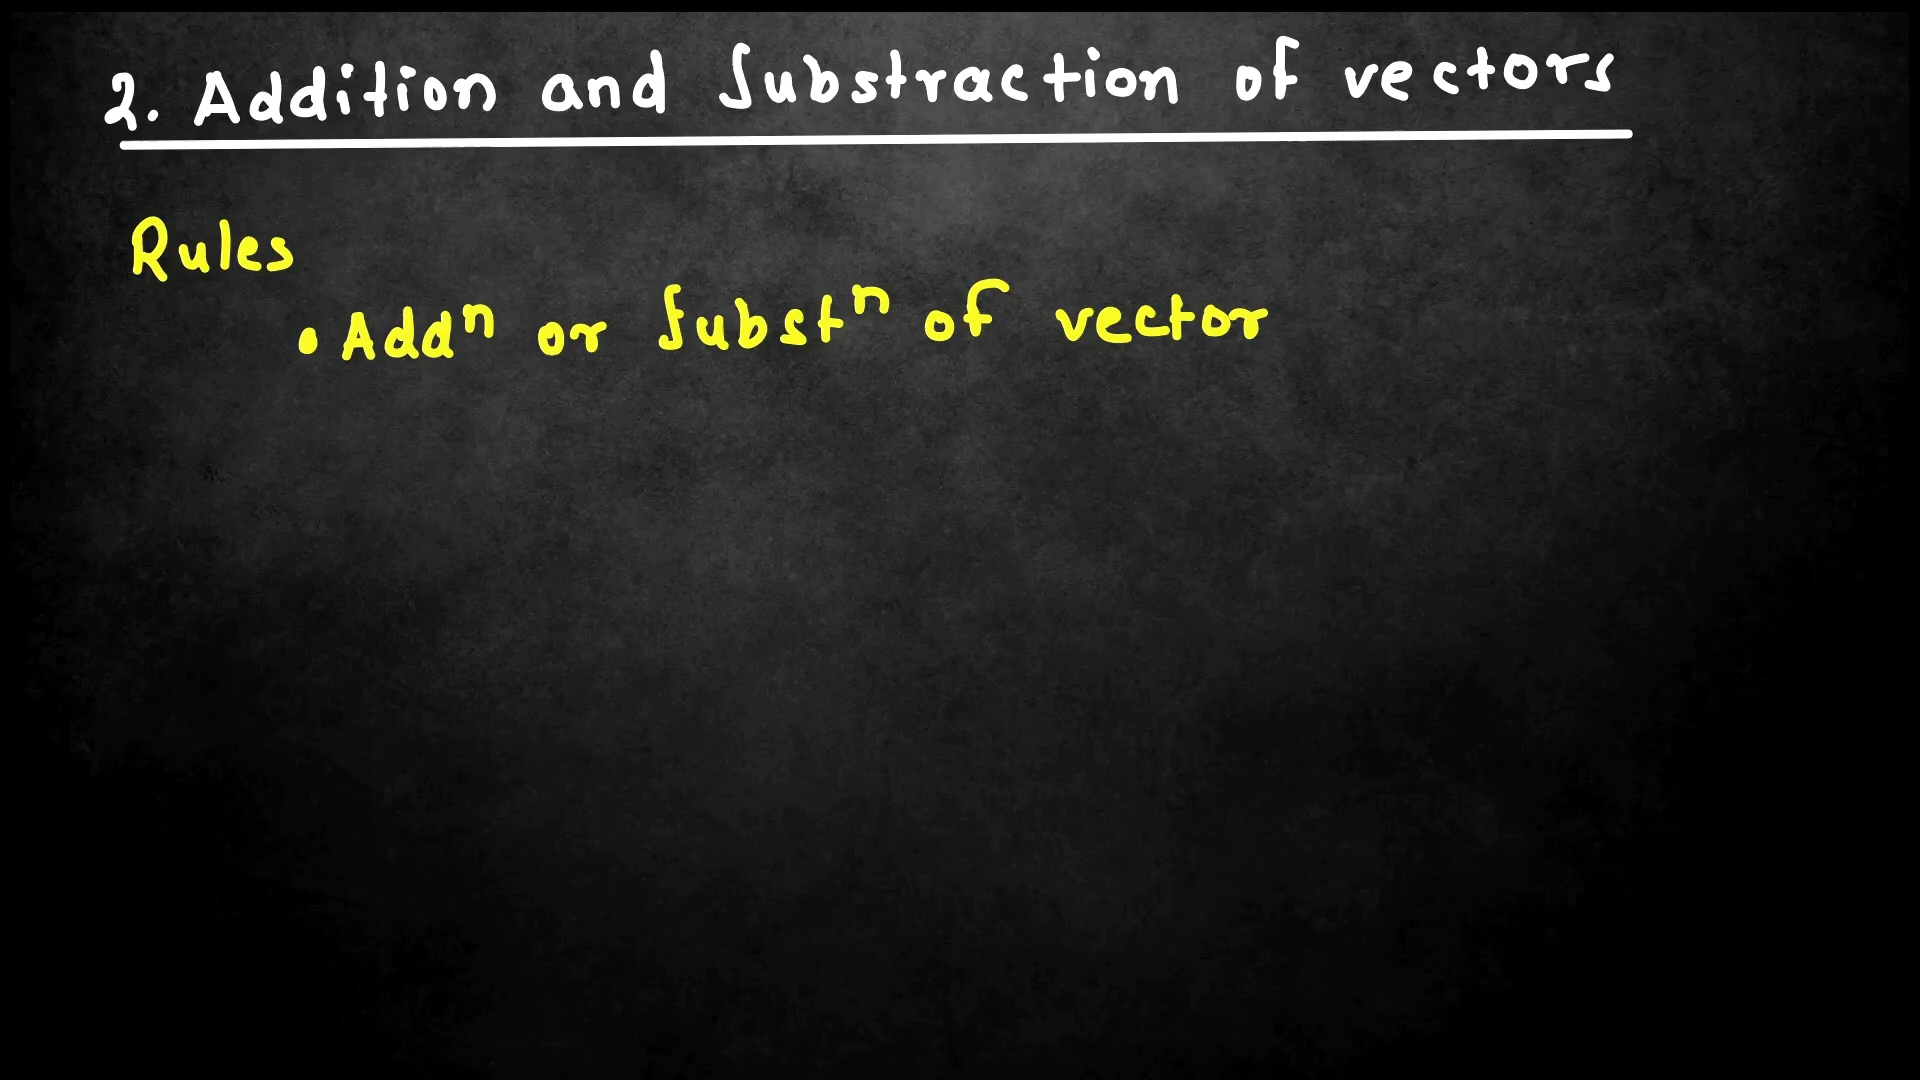 2. Addition and Substraction of vectors
Rules
• Addⁿ or Substⁿ of vector